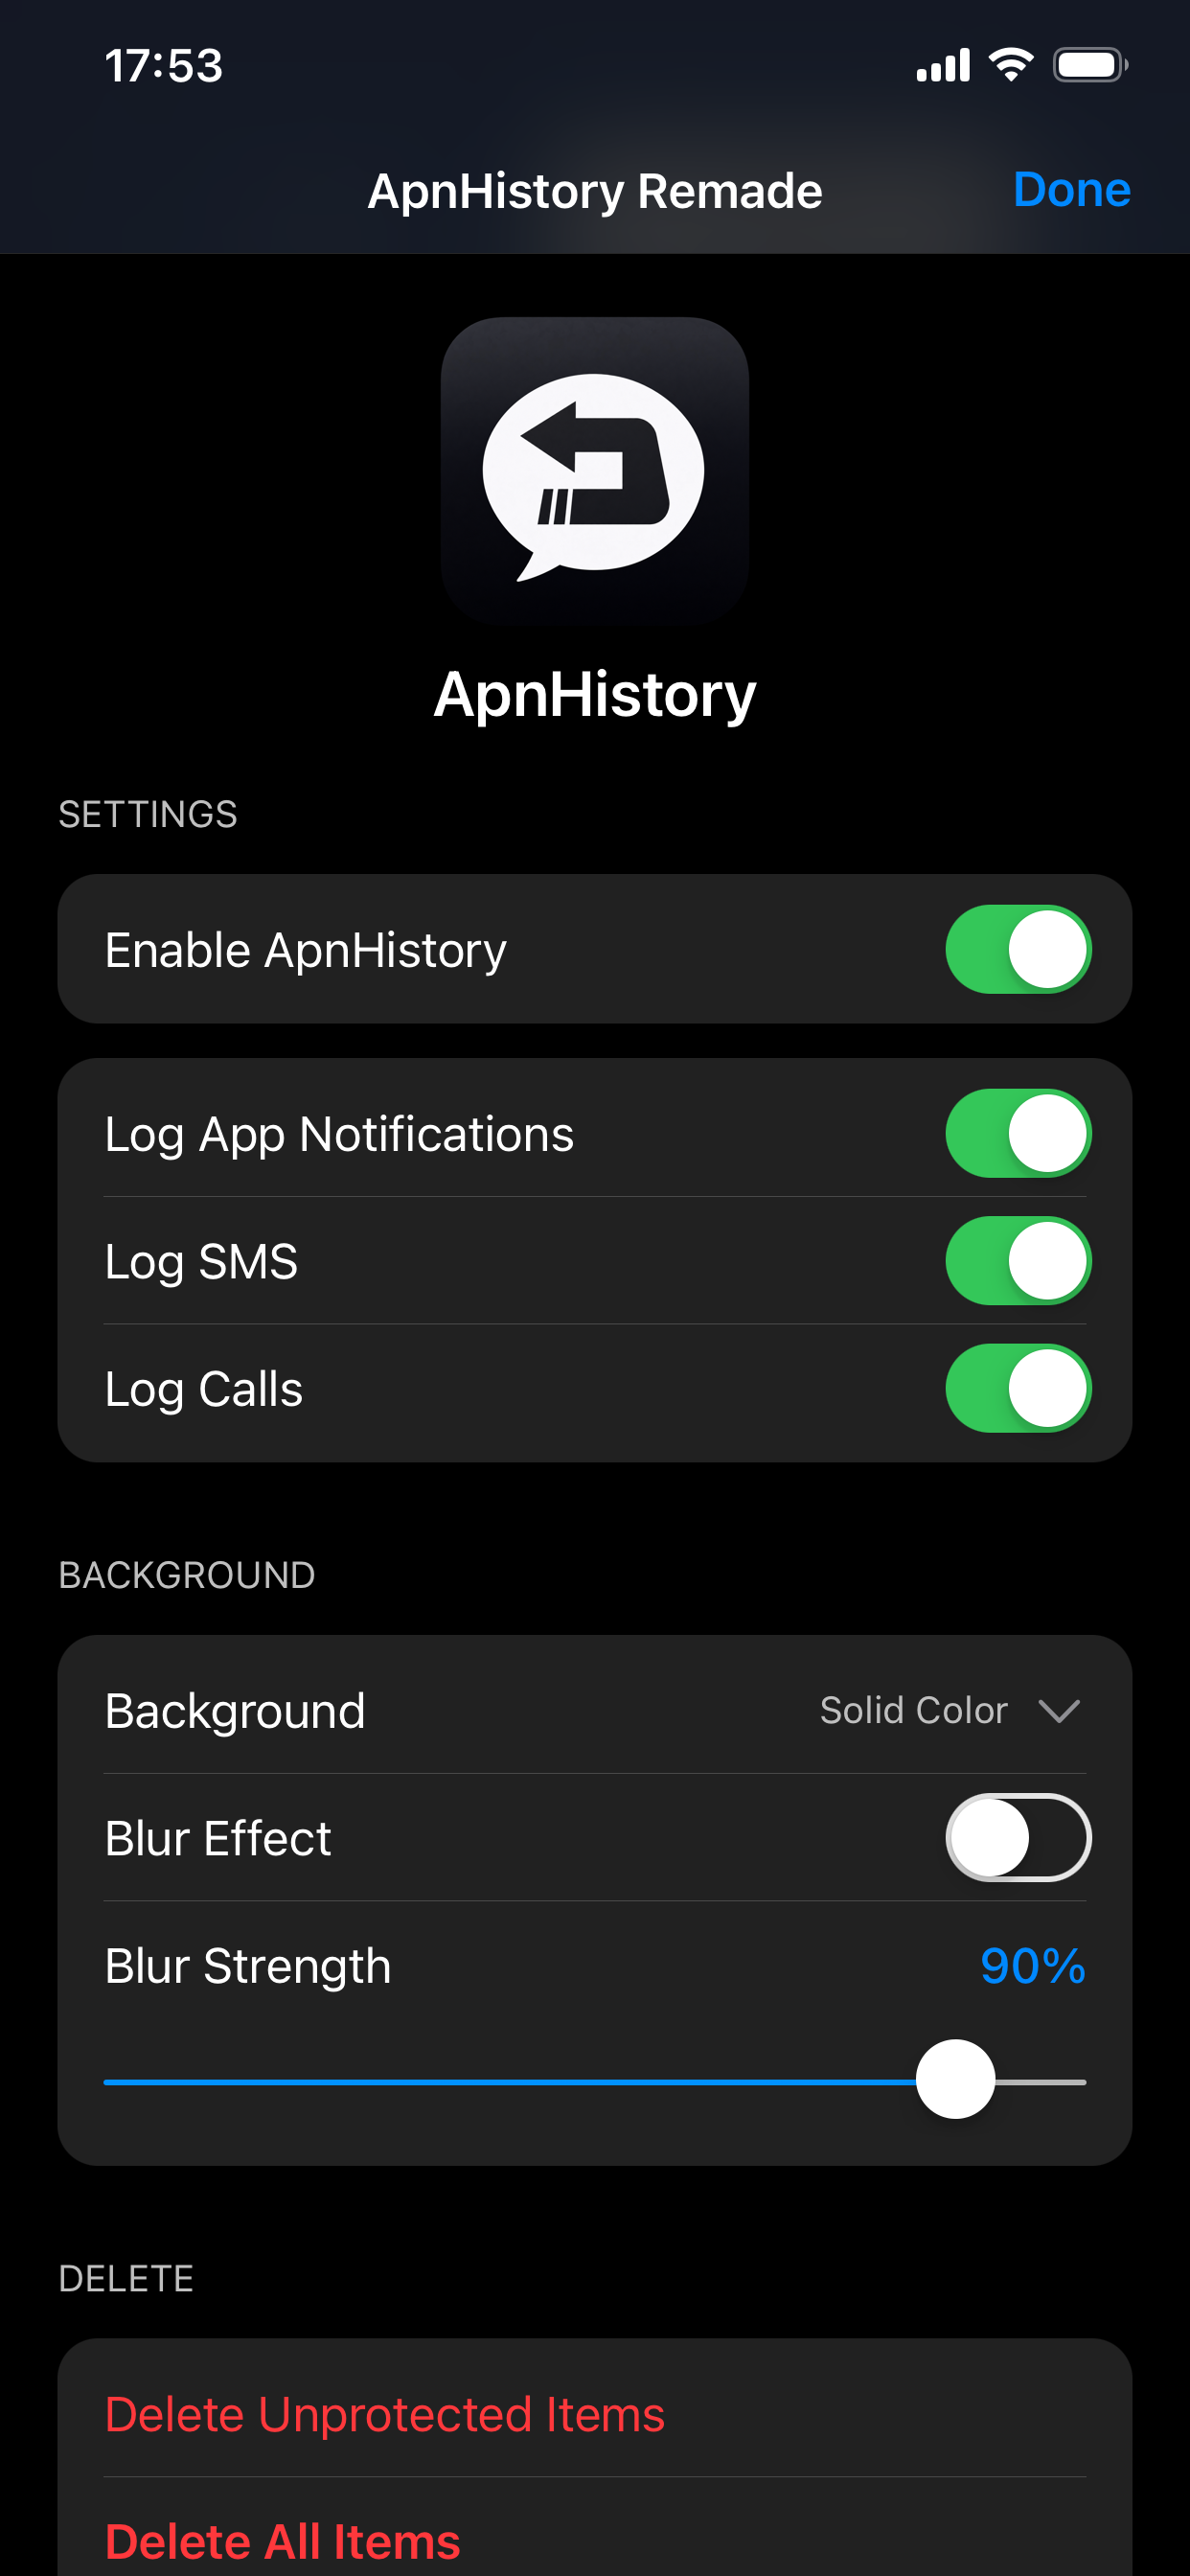 17:53
ApnHistory Remade
Done
ApnHistory
SETTINGS
Enable ApnHistory
Log App Notifications
Log SMS
Log Calls
BACKGROUND
Background
Solid Color
Blur Effect
Blur Strength
90%
DELETE
Delete Unprotected Items
Delete All Items